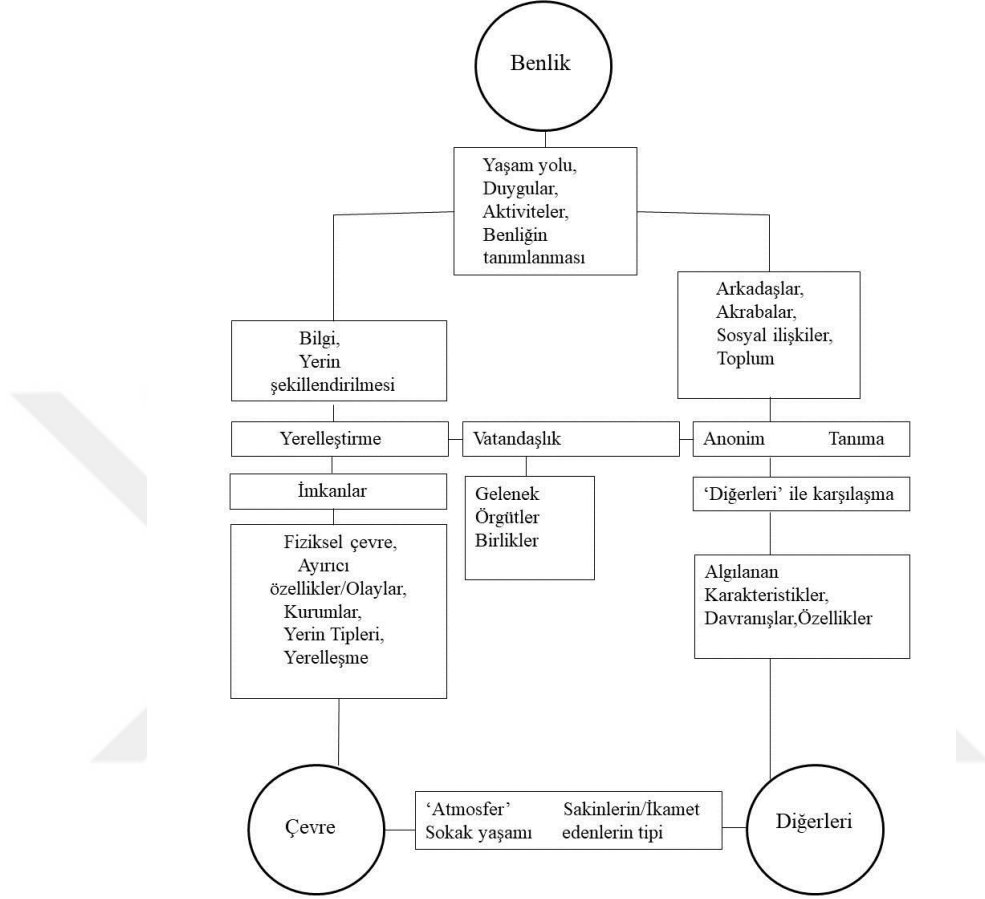 Benlik
Yaşam yolu,
Duygular,
Aktiviteler,
Benliğin
tanımlanması
Arkadaşlar,
Akrabalar,
Sosyal ilişkiler,
Toplum
Bilgi,
Yerin
şekillendirilmesi
Yerelleştirme
Vatandaşlık
Anonim Tanıma
İmkanlar
Gelenek
Örgütler
Birlikler
‘Diğerleri’ ile karşılaşma
Fiziksel çevre,
Ayırıcı
özellikler/Olaylar,
Kurumlar,
Yerin Tipleri,
Yerelleşme
Algılanan
Karakteristikler,
Davranışlar,Özellikler
Çevre
‘Atmosfer’ Sakinlerin/İkamet
Sokak yaşamı edenlerin tipi
Diğerleri